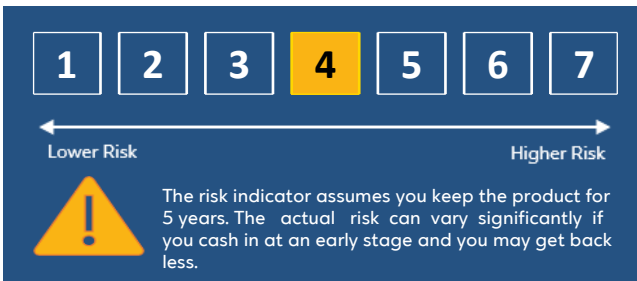 1 2 3 4 5 6 7
Lower Risk Higher Risk
!
The risk indicator assumes you keep the product for
5 years. The actual risk can vary significantly if
you cash in at an early stage and you may get back
less.